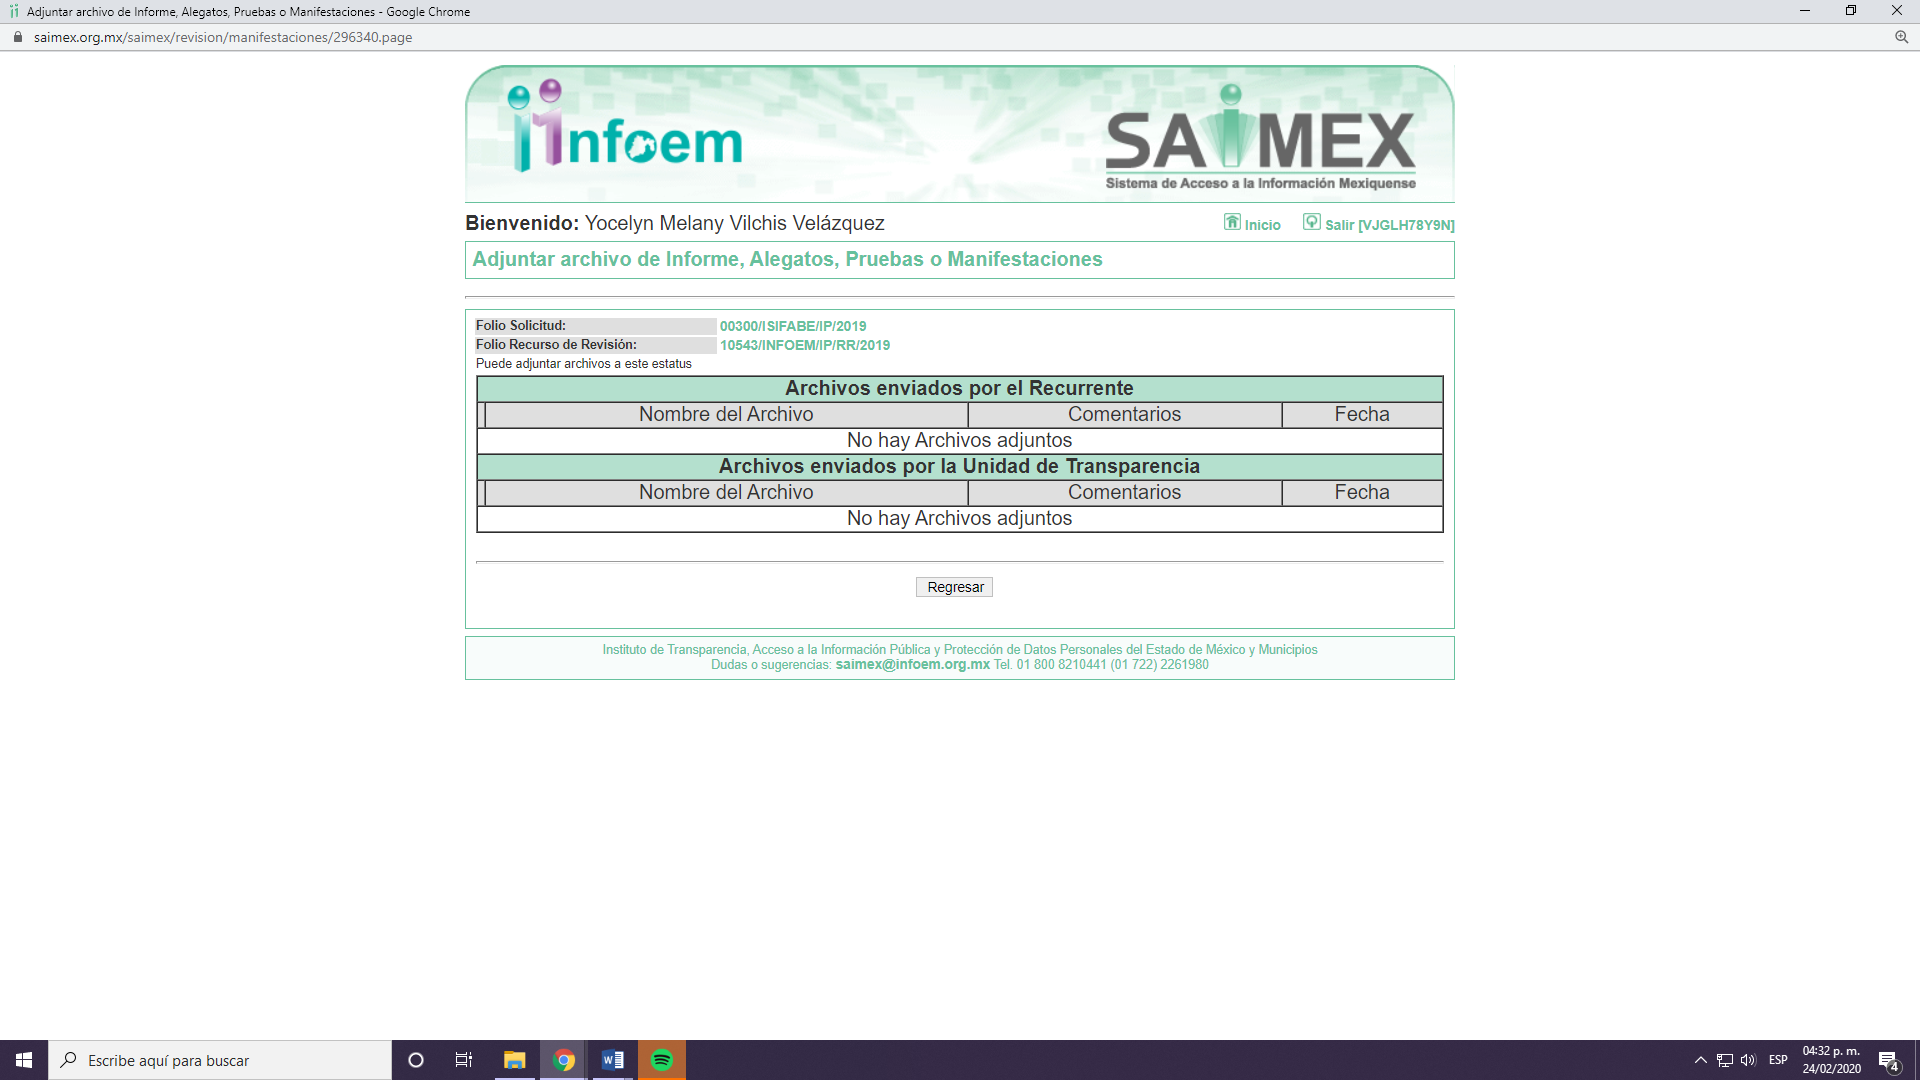 Adjuntar archivo de Informe, Alegatos, Pruebas o Manifestaciones - Google Chrome
saimex.org.mx/saimex/revision/manifestaciones/296340.page
infoem
SAIMEX
Sistema de Acceso a la Información Mexiquense
Bienvenido: Yocelyn Melany Vilchis Velázquez
Inicio Salir [VJGLH78Y9N]
Adjuntar archivo de Informe, Alegatos, Pruebas o Manifestaciones
Folio Solicitud: 00300/ISIFABE/IP/2019
Folio Recurso de Revisión: 10543/INFOEM/IP/RR/2019
Puede adjuntar archivos a este estatus
Archivos enviados por el Recurrente
Nombre del Archivo Comentarios Fecha
No hay Archivos adjuntos
Archivos enviados por la Unidad de Transparencia
Nombre del Archivo Comentarios Fecha
No hay Archivos adjuntos
Regresar
Instituto de Transparencia, Acceso a la Información Pública y Protección de Datos Personales del Estado de México y Municipios
Dudas o sugerencias: saimex@infoem.org.mx Tel. 01 800 8210441 (01 722) 2261980
Escribe aquí para buscar
ESP
04:32 p. m.
24/02/2020
4